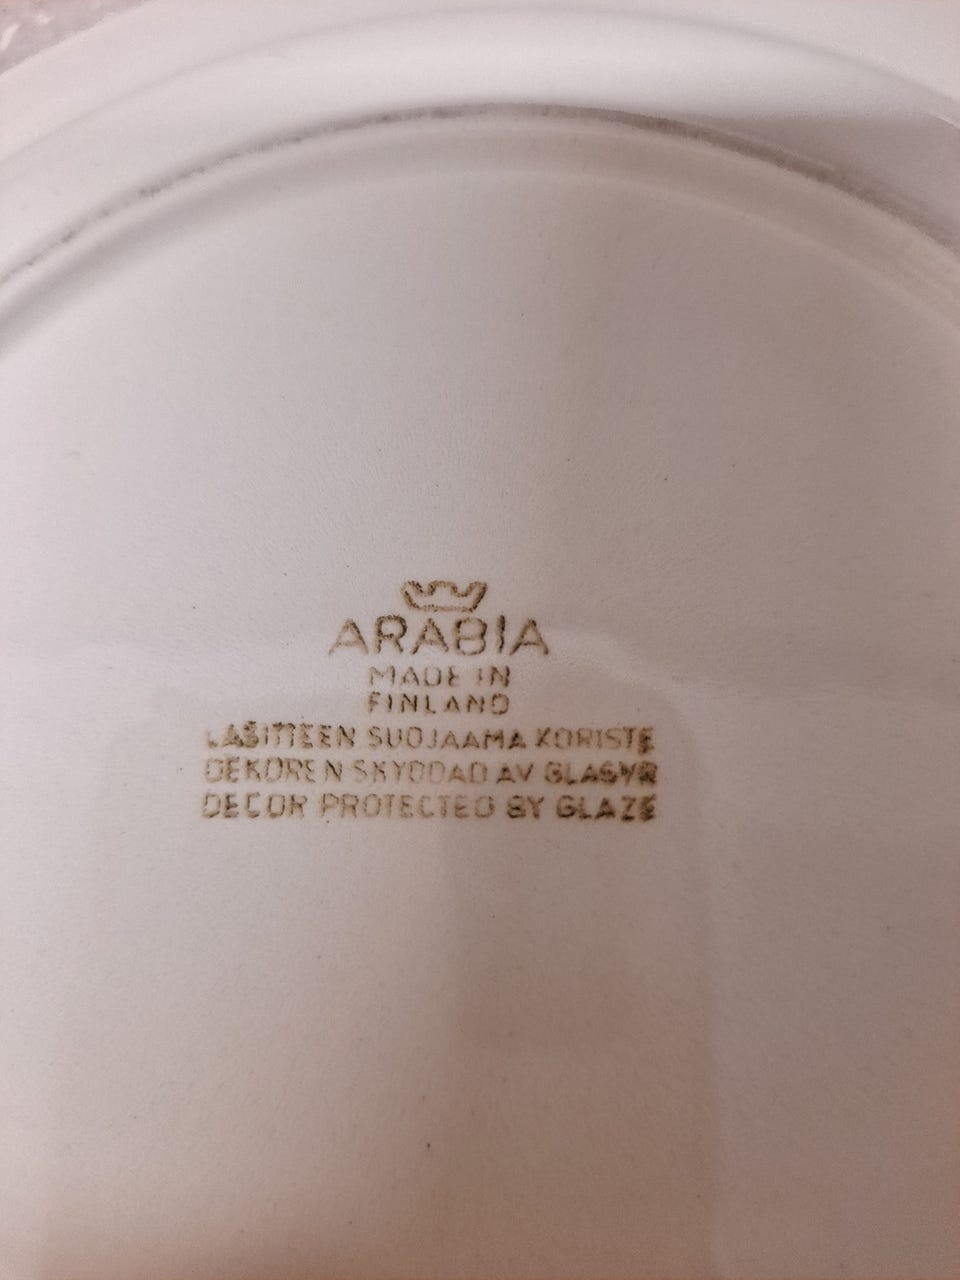 ARABIA
MADE IN
FINLAND
LASITTEEN SUOJAAMA KORISTE
DEKOREN SKYDDAD AV GLASYR
DECOR PROTECTED BY GLAZE